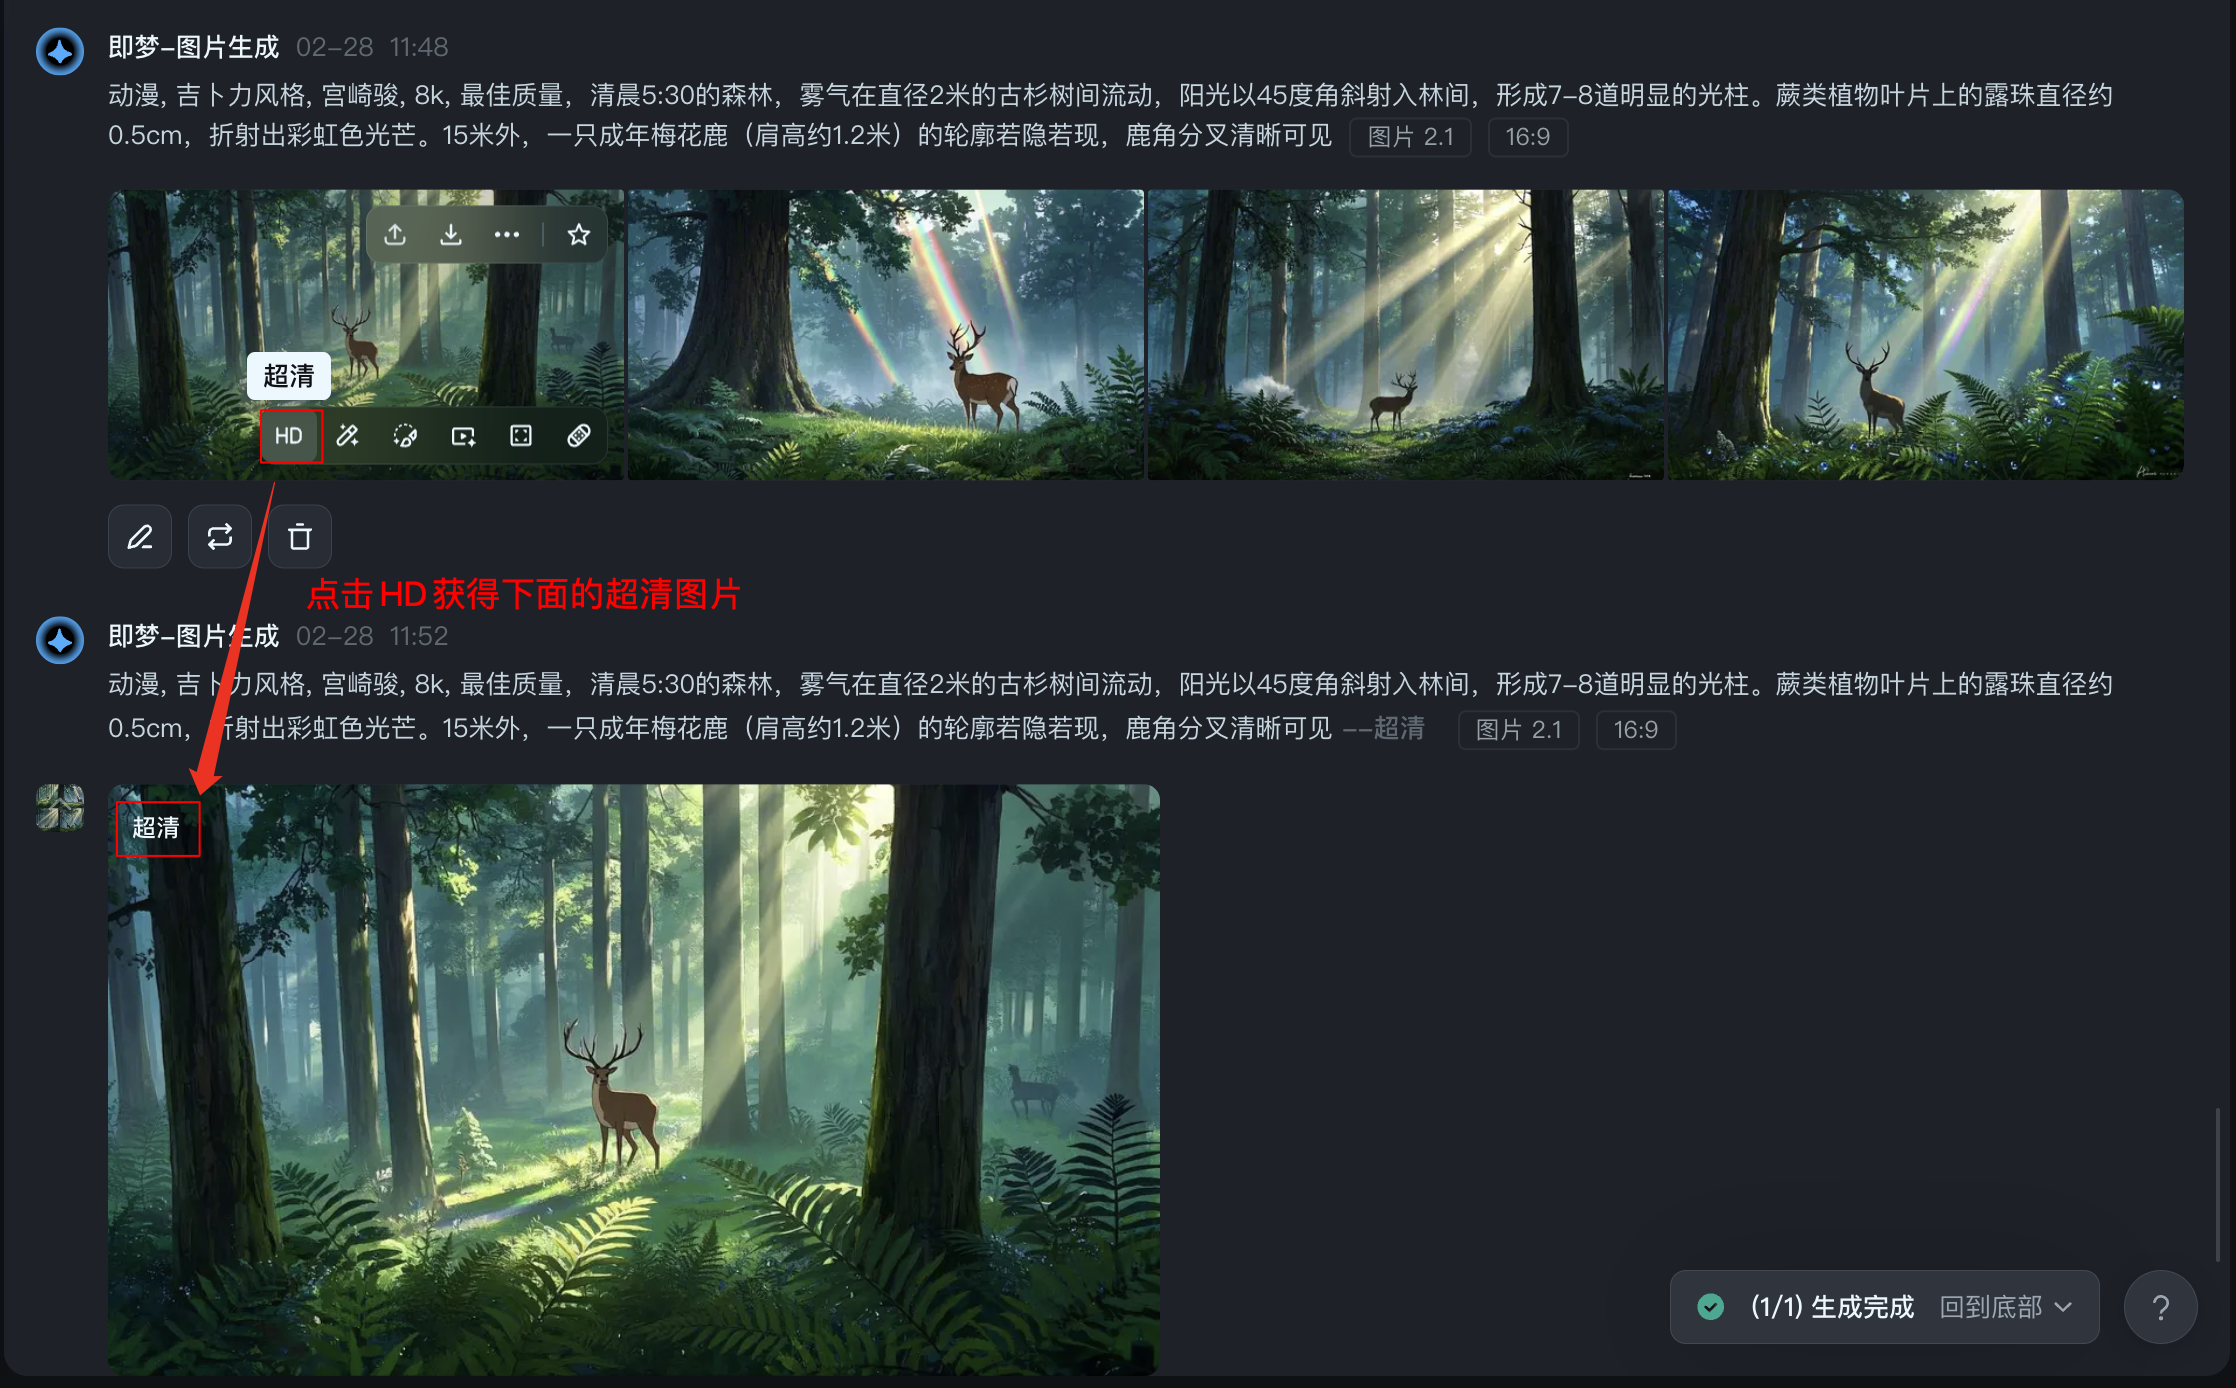 即梦-图片生成 02-28 11:48
动漫, 吉卜力风格, 宫崎骏, 8k, 最佳质量，清晨5:30的森林，雾气在直径2米的古杉树间流动，阳光以45度角斜射入林间，形成7-8道明显的光柱。蕨类植物叶片上的露珠直径约
0.5cm，折射出彩虹色光芒。15米外，一只成年梅花鹿（肩高约1.2米）的轮廓若隐若现，鹿角分叉清晰可见 图片 2.1 16:9
超清
HD
点击HD获得下面的超清图片
即梦-图片生成 02-28 11:52
动漫, 吉卜力风格, 宫崎骏, 8k, 最佳质量，清晨5:30的森林，雾气在直径2米的古杉树间流动，阳光以45度角斜射入林间，形成7-8道明显的光柱。蕨类植物叶片上的露珠直径约
0.5cm，折射出彩虹色光芒。15米外，一只成年梅花鹿（肩高约1.2米）的轮廓若隐若现，鹿角分叉清晰可见 --超清 图片 2.1 16:9
超清
(1/1) 生成完成 回到底部
?